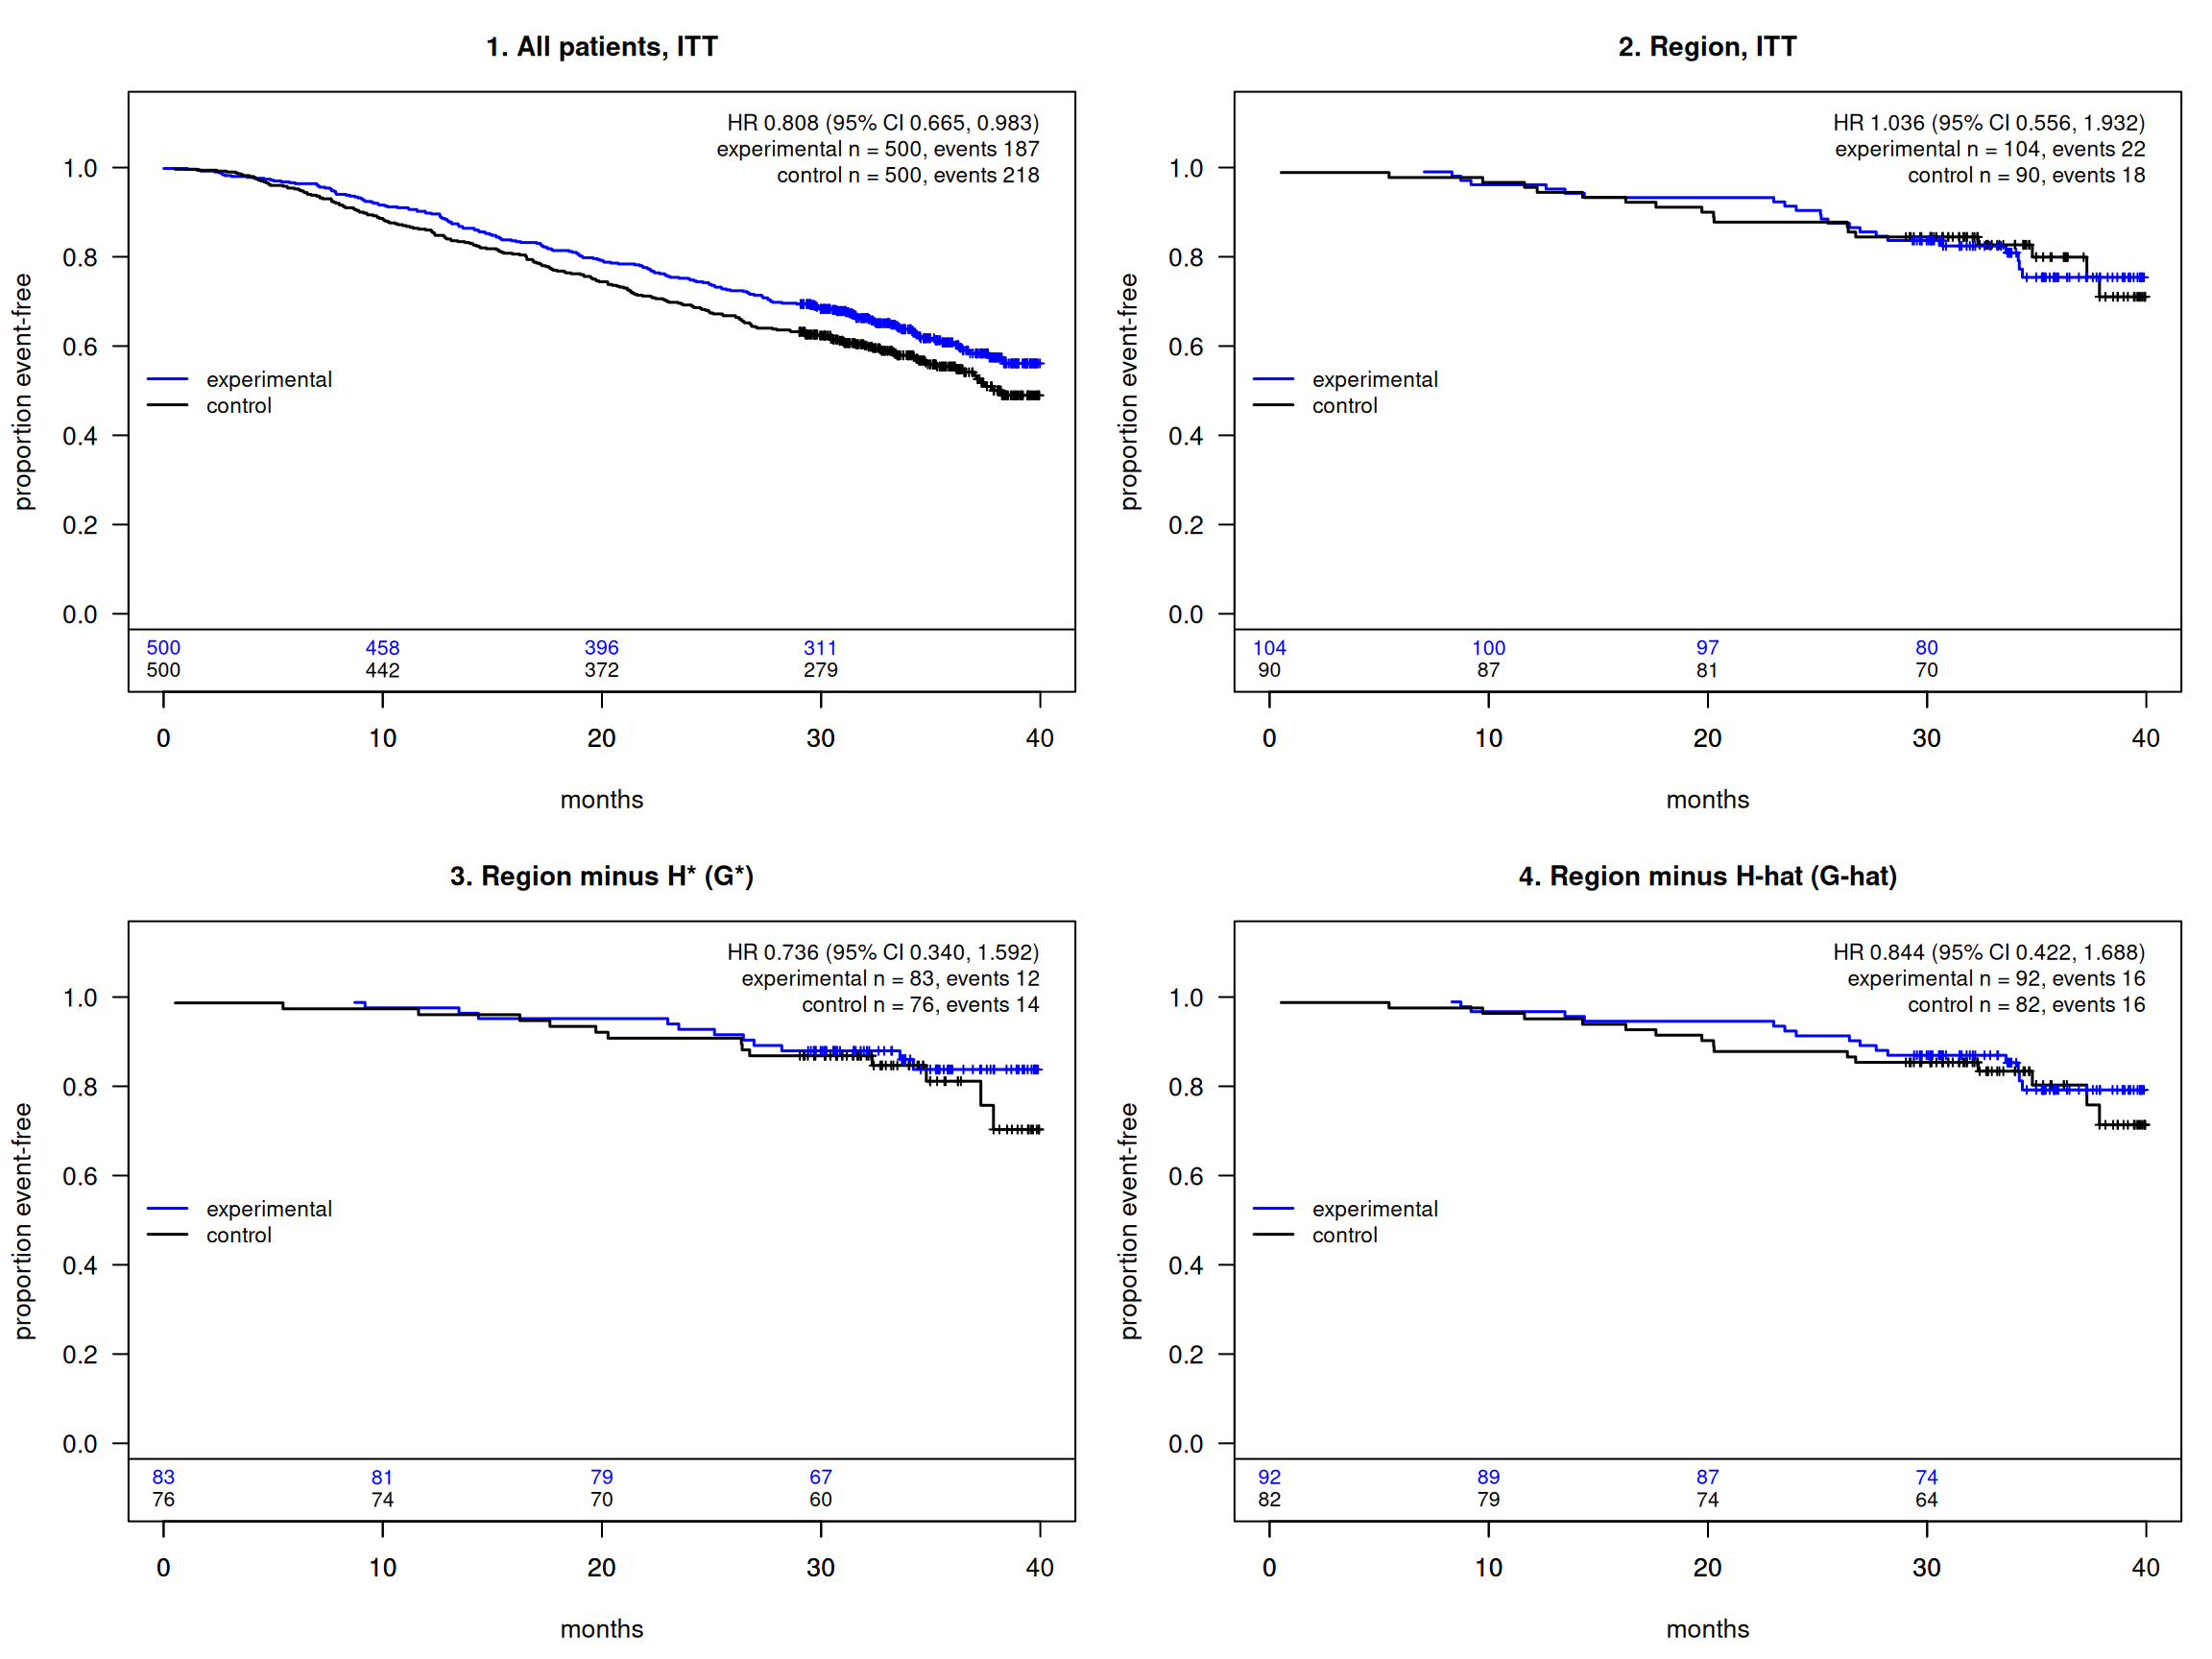 1. All patients, ITT
HR 0.808 (95% CI 0.665, 0.983)
experimental n = 500, events 187
control n = 500, events 218
proportion event-free
1.0
0.8
0.6
0.4
0.2
0.0
experimental
control
500 458 396 311
500 442 372 279
0 10 20 30 40
months
2. Region, ITT
HR 1.036 (95% CI 0.556, 1.932)
experimental n = 104, events 22
control n = 90, events 18
proportion event-free
1.0
0.8
0.6
0.4
0.2
0.0
experimental
control
104 100 97 80
90 87 81 70
0 10 20 30 40
months
3. Region minus H* (G*)
HR 0.736 (95% CI 0.340, 1.592)
experimental n = 83, events 12
control n = 76, events 14
proportion event-free
1.0
0.8
0.6
0.4
0.2
0.0
experimental
control
83 81 79 67
76 74 70 60
0 10 20 30 40
months
4. Region minus H-hat (G-hat)
HR 0.844 (95% CI 0.422, 1.688)
experimental n = 92, events 16
control n = 82, events 16
proportion event-free
1.0
0.8
0.6
0.4
0.2
0.0
experimental
control
92 89 87 74
82 79 74 64
0 10 20 30 40
months